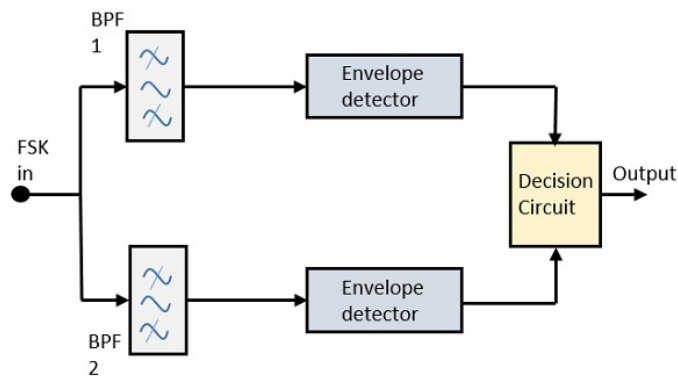 BPF
1
Envelope
detector
FSK
in
Decision
Circuit
Output
Envelope
detector
BPF
2